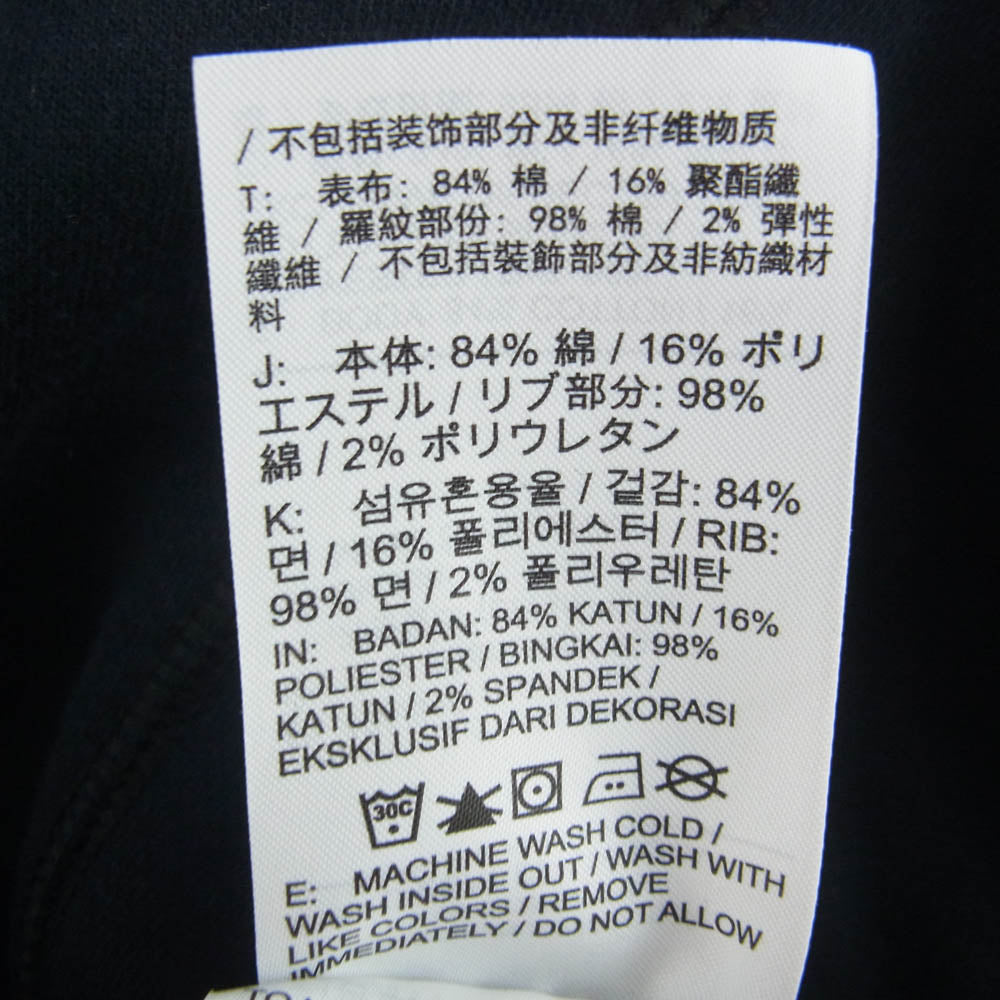 / 不包括装饰部分及非纤维物质
T: 表布: 84% 棉 / 16% 聚酯纖
維 / 羅紋部份: 98% 棉 / 2% 彈性
纖維 / 不包括裝飾部分及非紡織材
料
J: 本体: 84% 綿 / 16% ポリ
エステル / リブ部分: 98%
綿 / 2% ポリウレタン
K: 섬유혼용율 / 겉감: 84%
면 / 16% 폴리에스터 / RIB:
98% 면 / 2% 폴리우레탄
IN: BADAN: 84% KATUN / 16%
POLIESTER / BINGKAI: 98%
KATUN / 2% SPANDEK /
EKSKLUSIF DARI DEKORASI
30C
E: MACHINE WASH COLD /
WASH INSIDE OUT / WASH WITH
LIKE COLORS / REMOVE
IMMEDIATELY / DO NOT ALLOW